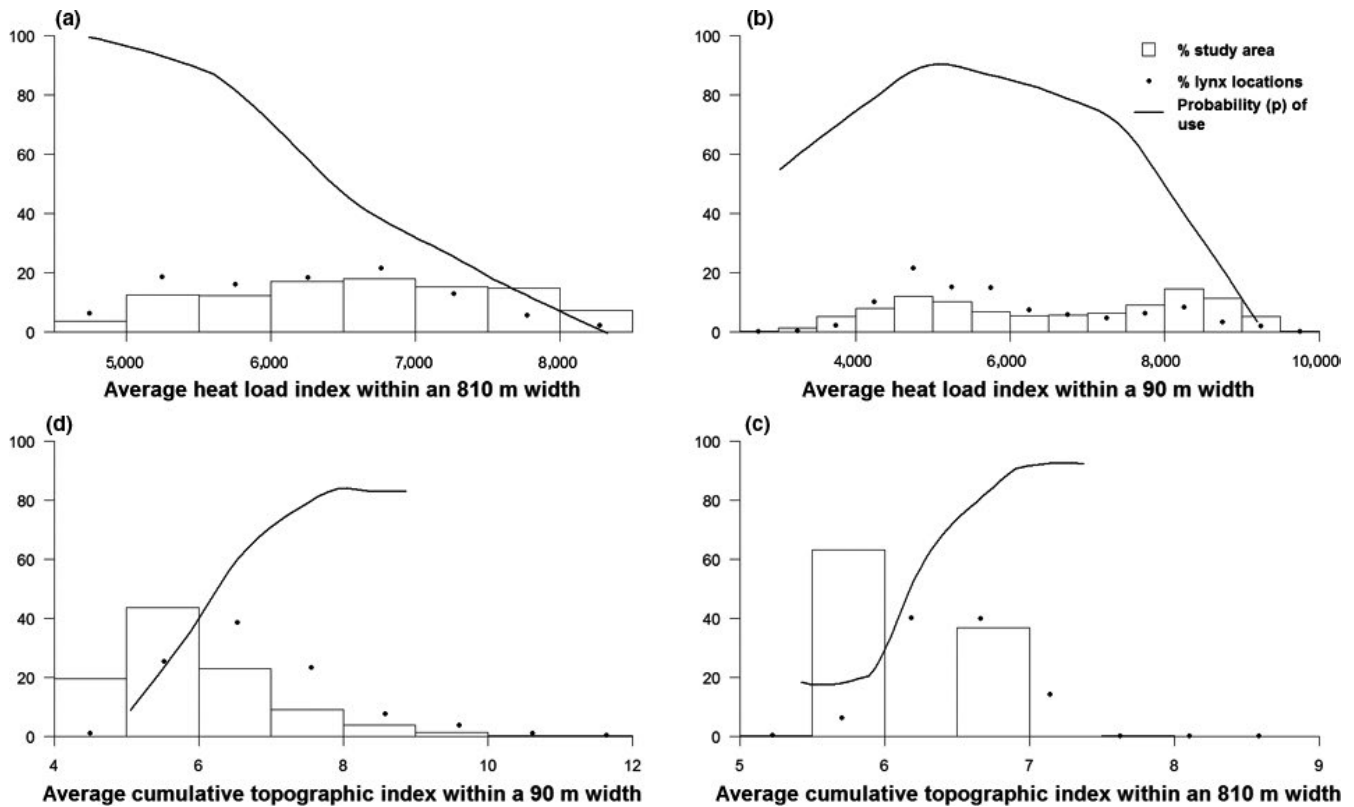 (a)
100
80
60
40
20
0
5,000 6,000 7,000 8,000
Average heat load index within an 810 m width
(b)
100
80
60
40
20
0
4,000 6,000 8,000 10,000
Average heat load index within a 90 m width
% study area
% lynx locations
Probability (p) of
use
(d)
100
80
60
40
20
0
4 6 8 10 12
Average cumulative topographic index within a 90 m width
(c)
100
80
60
40
20
0
5 6 7 8 9
Average cumulative topographic index within an 810 m width